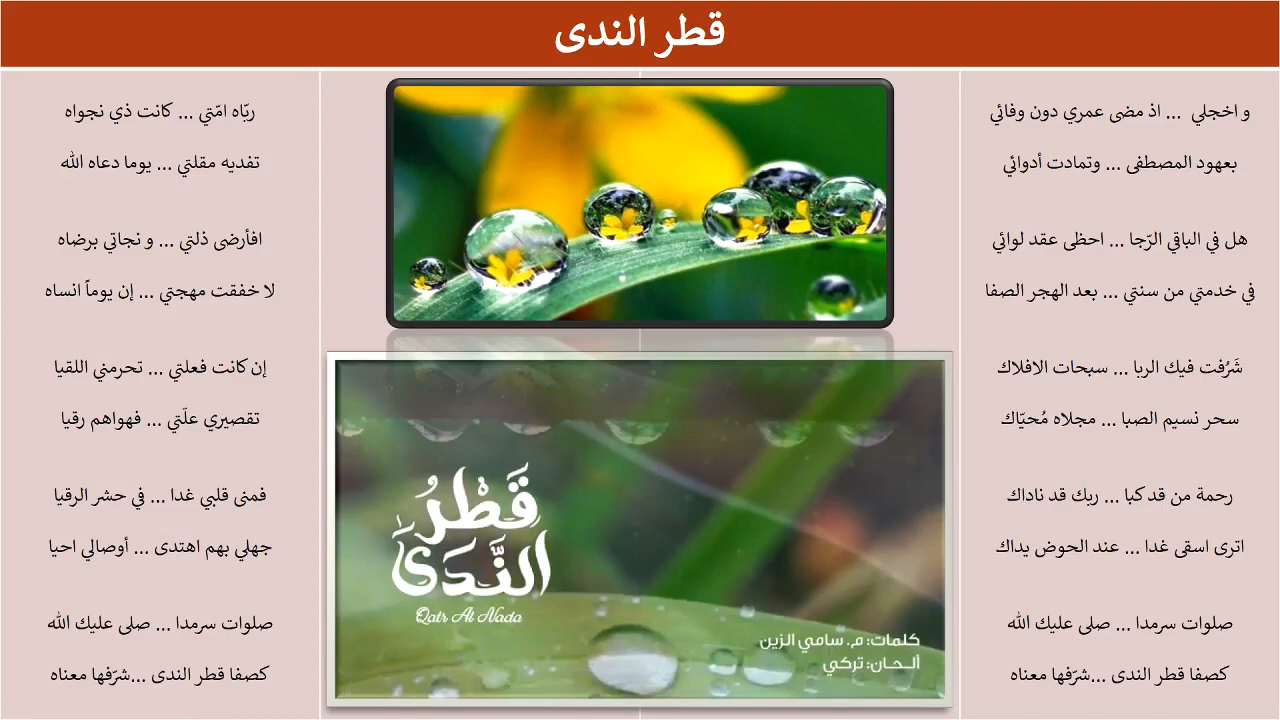 قطر الندى
و اخجلي ... اذ مضى عمري دون وفائي
بعهود المصطفى ... وتمادت أدوائي
هل في الباقي الرّجا ... احظى عقد لوائي
في خدمتي من سنتي ... بعد الهجر الصفا
شَرُفت فيك الربا ... سبحات الافلاك
سحر نسيم الصبا ... مجلاه مُحيّاك
رحمة من قد كبا ... ربك قد ناداك
اترى اسقى غدا ... عند الحوض يداك
صلوات سرمدا ... صلى عليك الله
كصفا قطر الندى ...شرّفها معناه
ربّاه امّتي ... كانت ذي نجواه
تفديه مقلتي ... يوما دعاه الله
افأرضى ذلتي ... و نجاتي برضاه
لا خفقت مهجتي ... إن يوماً انساه
إن كانت فعلتي ... تحرمني اللقيا
تقصيري علّتي ... فهواهم رقيا
فمنى قلبي غدا ... في حشر الرقيا
جهلي بهم اهتدى ... أوصالي احيا
صلوات سرمدا ... صلى عليك الله
كصفا قطر الندى ...شرّفها معناه
قَطْرُ
النَّدَىَ
Qatr Al Nada
كلمات: م. سامي الزين
ألحان: تركي